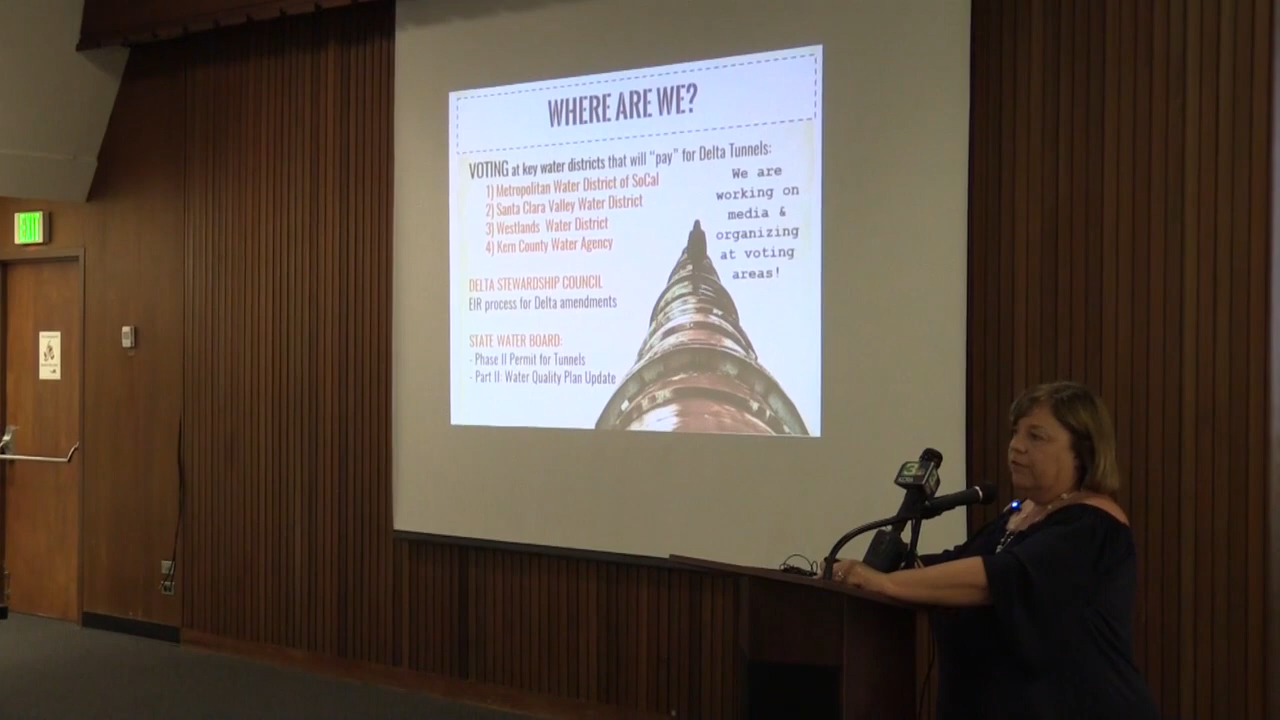 EXIT
WHERE ARE WE?
VOTING at key water districts that will "pay" for Delta Tunnels:
1) Metropolitan Water District of SoCal
2) Santa Clara Valley Water District
3) Westlands Water District
4) Kern County Water Agency
We are
working on
media &
organizing
at voting
areas!
DELTA STEWARDSHIP COUNCIL
EIR process for Delta amendments
STATE WATER BOARD:
- Phase II Permit for Tunnels
- Part II: Water Quality Plan Update
3
KCRA